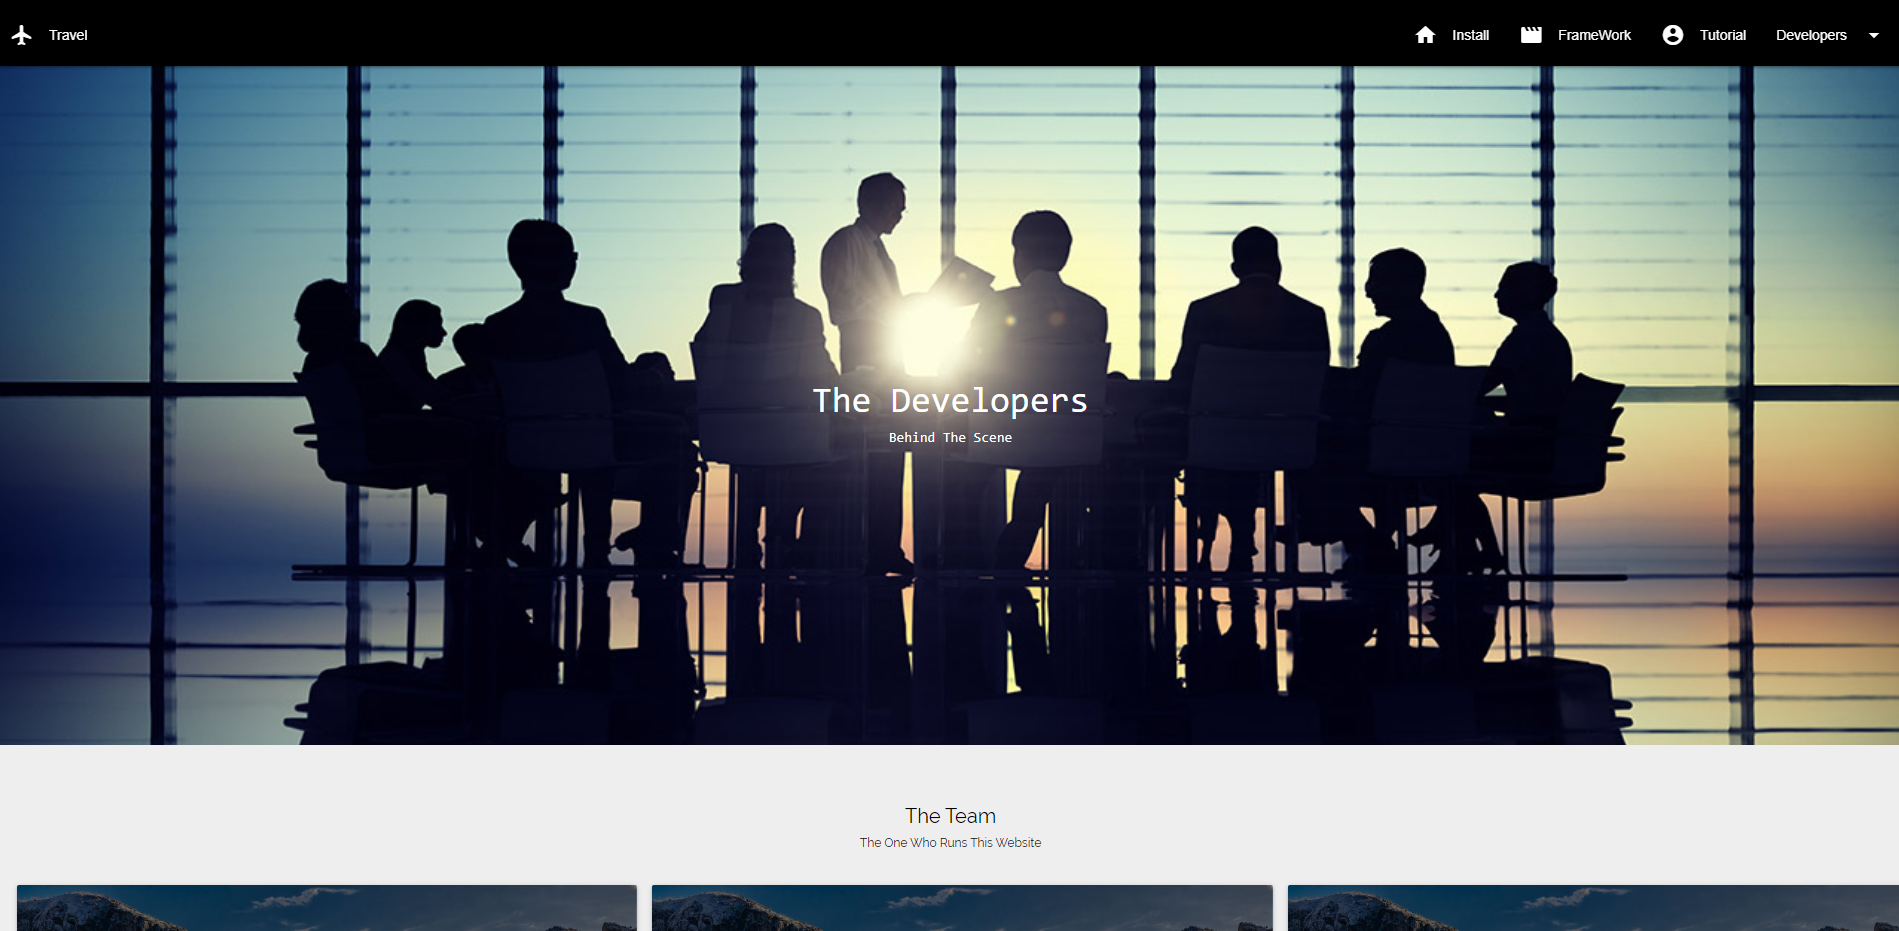 Travel
Install
FrameWork
Tutorial
Developers
The Developers
Behind The Scene
The Team
The One Who Runs This Website